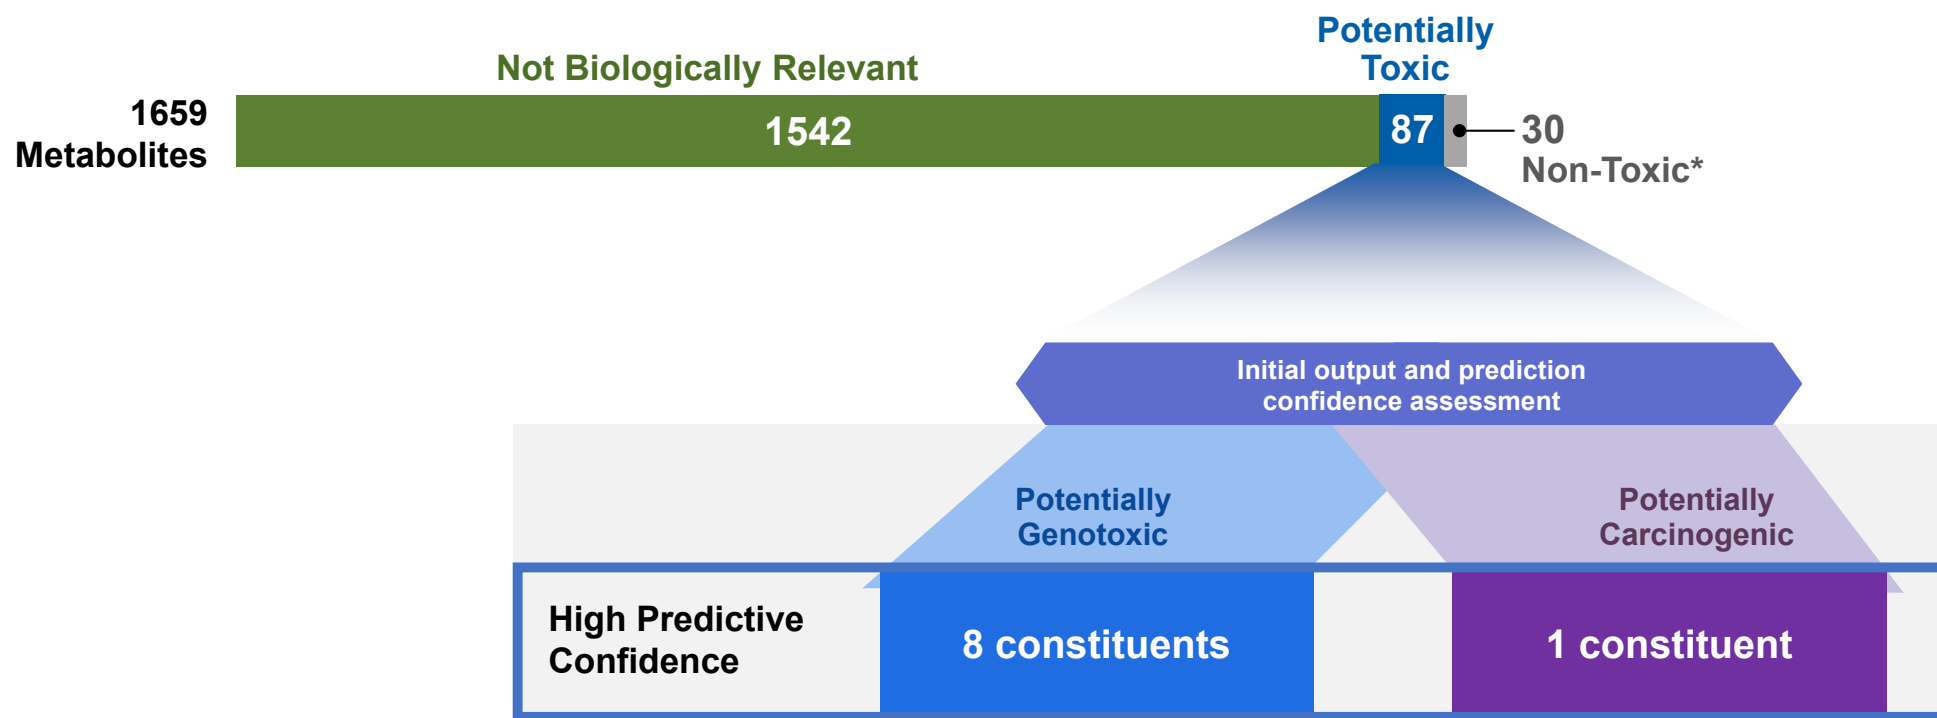 Potentially
Toxic
Not Biologically Relevant
1659
Metabolites
1542
87
30
Non-Toxic*
Initial output and prediction
confidence assessment
Potentially
Genotoxic
Potentially
Carcinogenic
High Predictive
Confidence
8 constituents
1 constituent